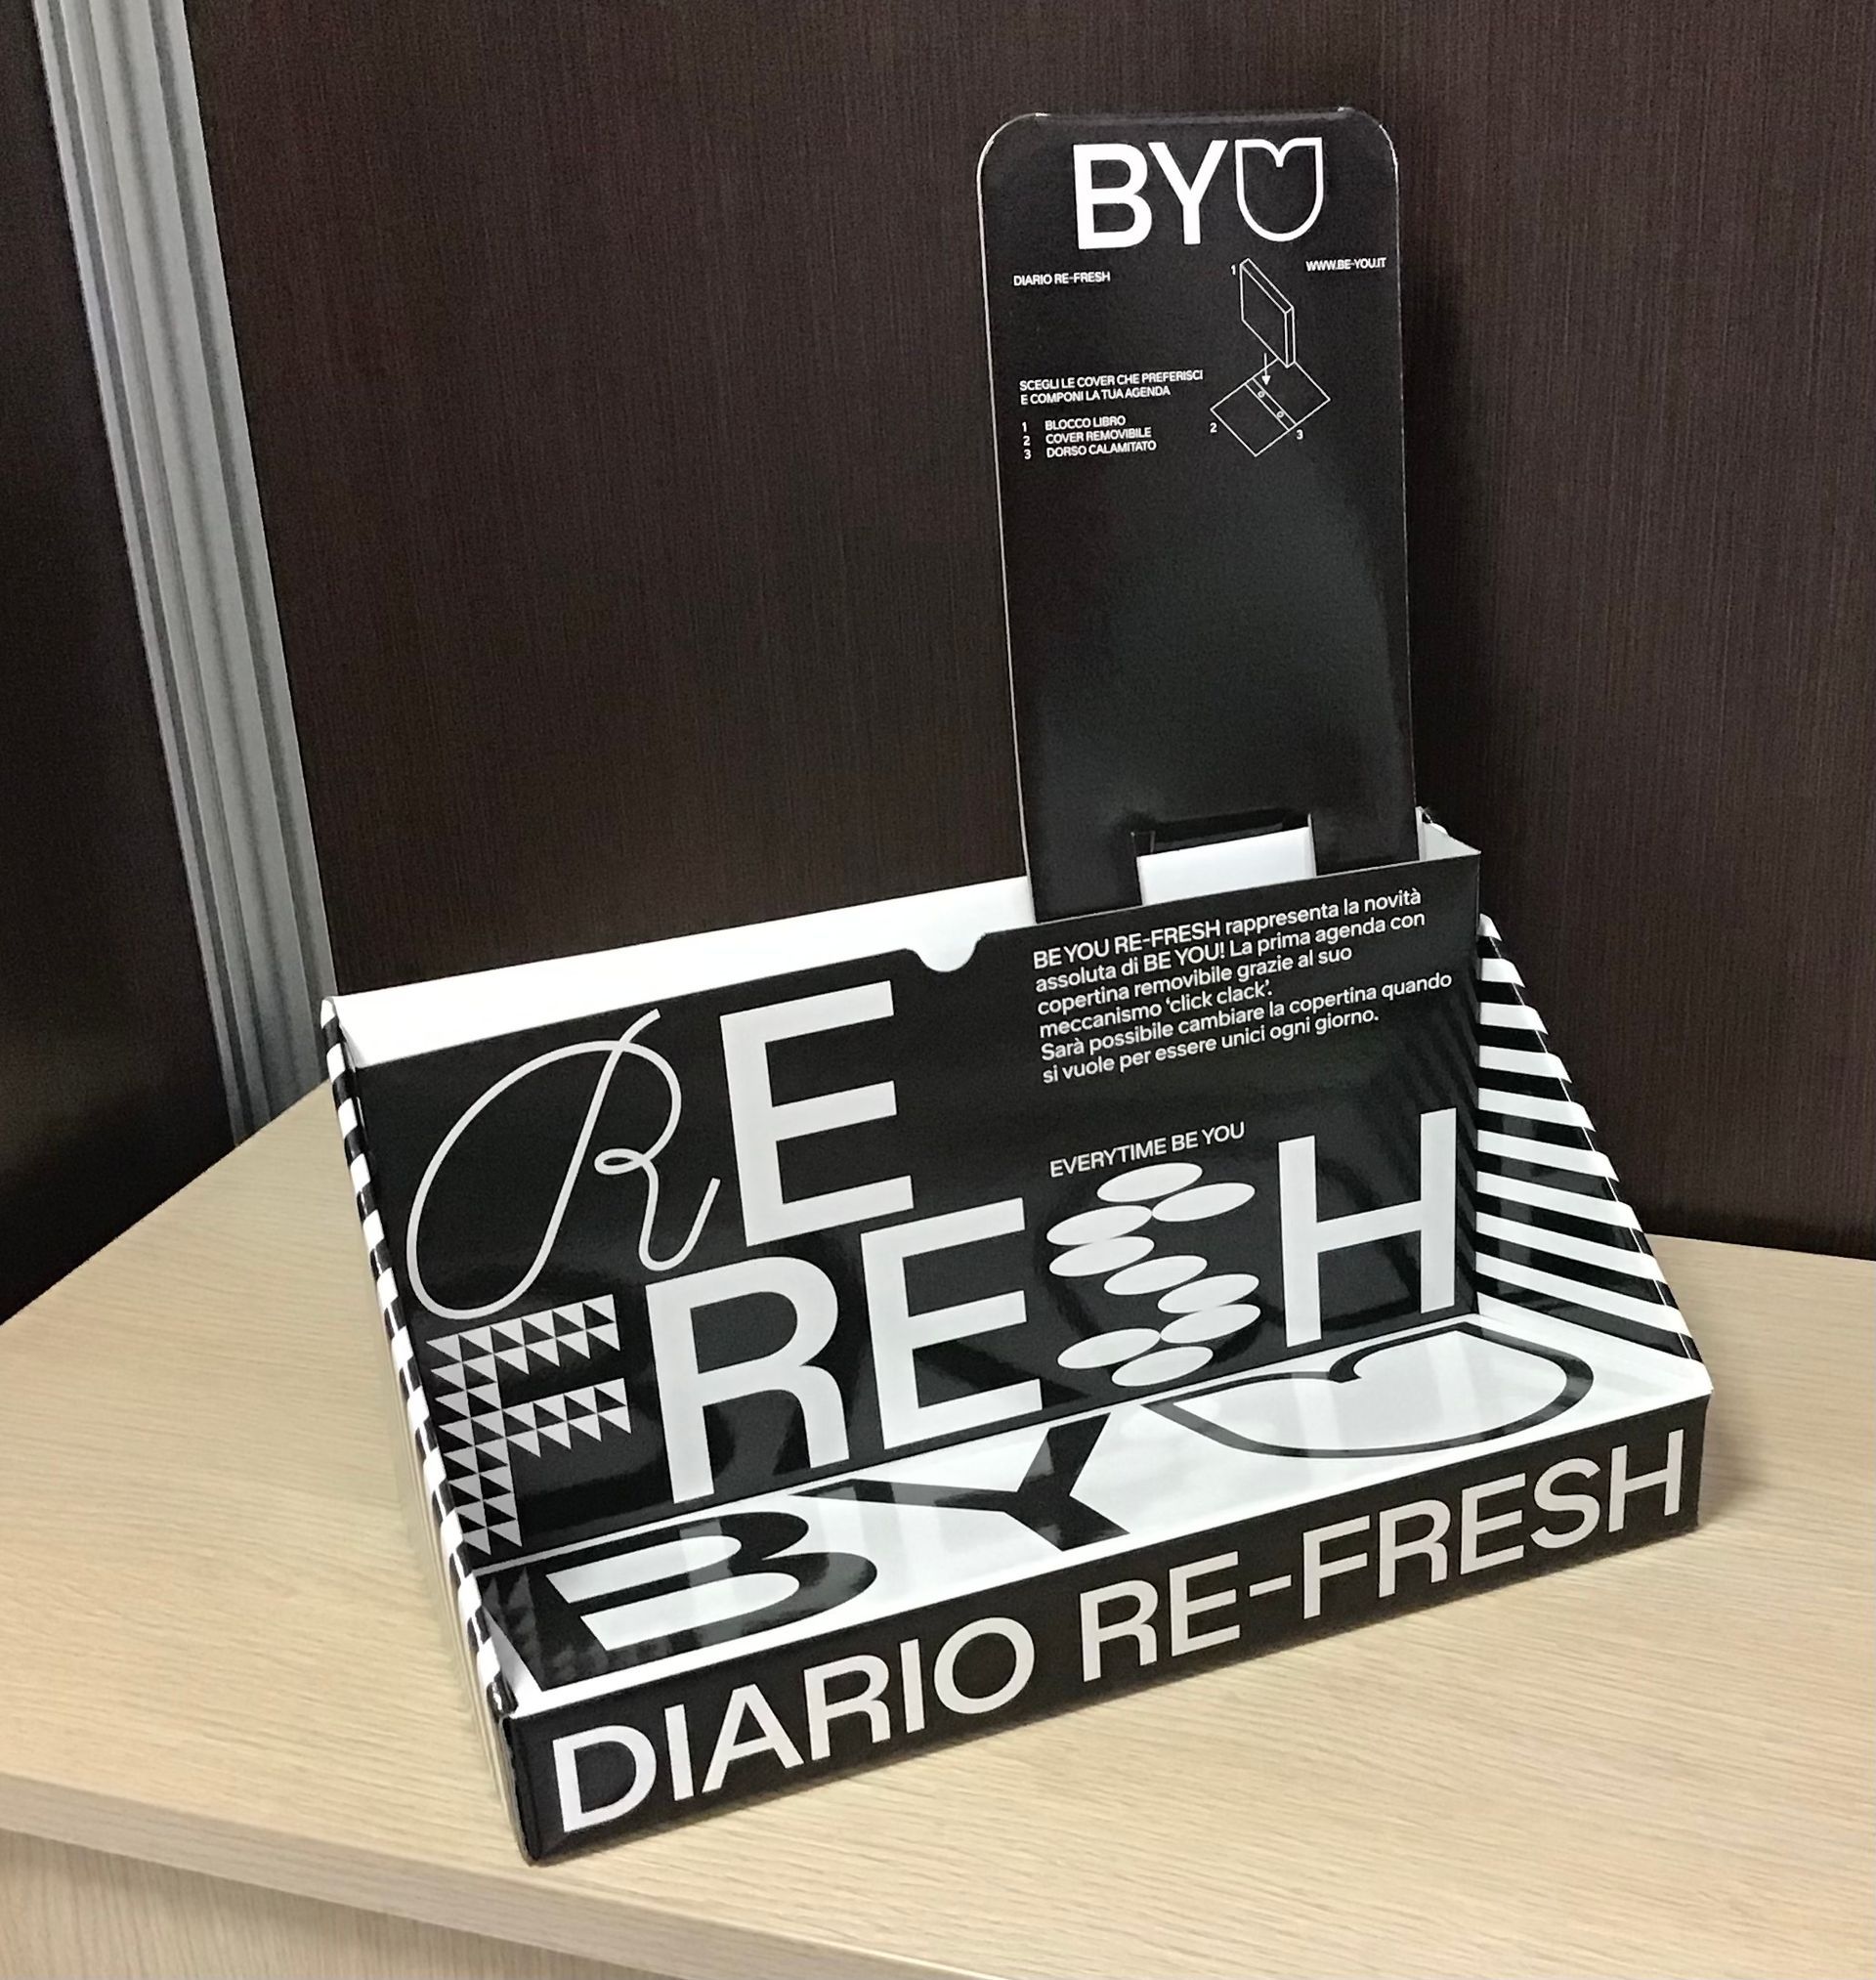 BYU
DIARIO RE-FRESH
WWW.BE-YOU.IT
1
SCEGLI LE COVER CHE PREFERISCI
E COMPONI LA TUA AGENDA
1 BLOCCO LIBRO
2 COVER REMOVIBILE
3 DORSO CALAMITATO
2
3
BE YOU RE-FRESH rappresenta la novità
assoluta di BE YOU! La prima agenda con
copertina removibile grazie al suo
meccanismo ‘click clack’.
Sarà possibile cambiare la copertina quando
si vuole per essere unici ogni giorno.
RE
EVERYTIME BE YOU
FRESH
BYU
DIARIO RE-FRESH